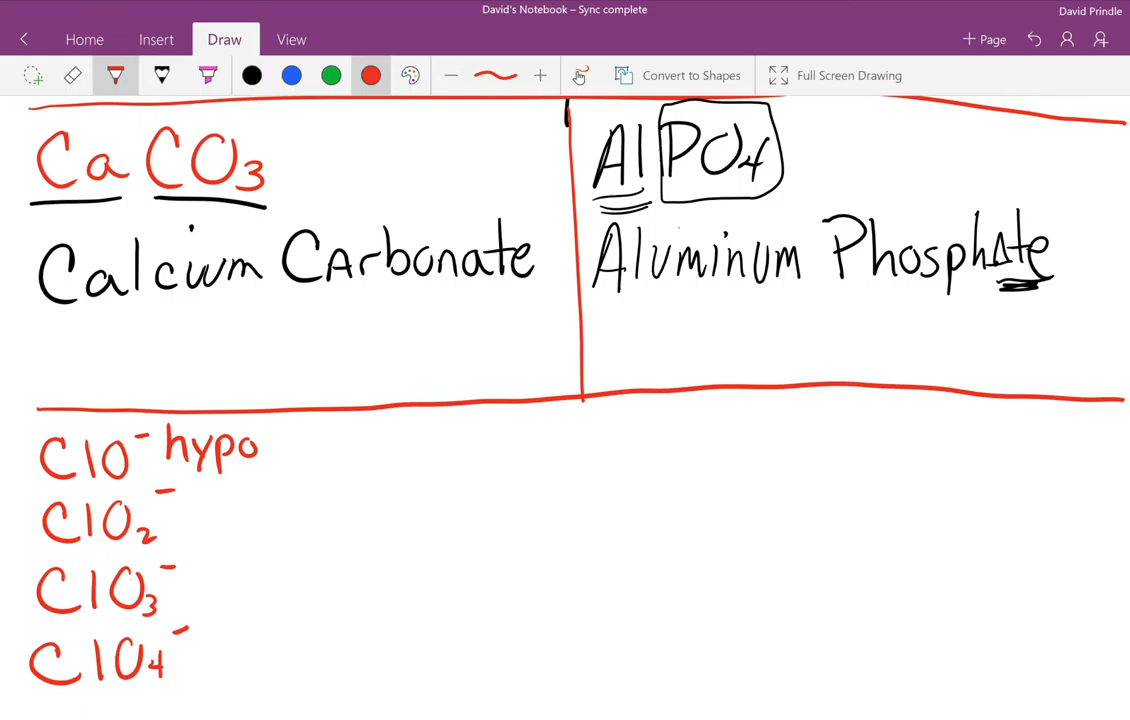 David's Notebook – Sync complete
David Prindle
Home Insert Draw View
Page
Convert to Shapes Full Screen Drawing
CaCO3
AlPO4
Calcium Carbonate
Aluminum Phosphate
ClO⁻ hypo
ClO2⁻
ClO3⁻
ClO4⁻